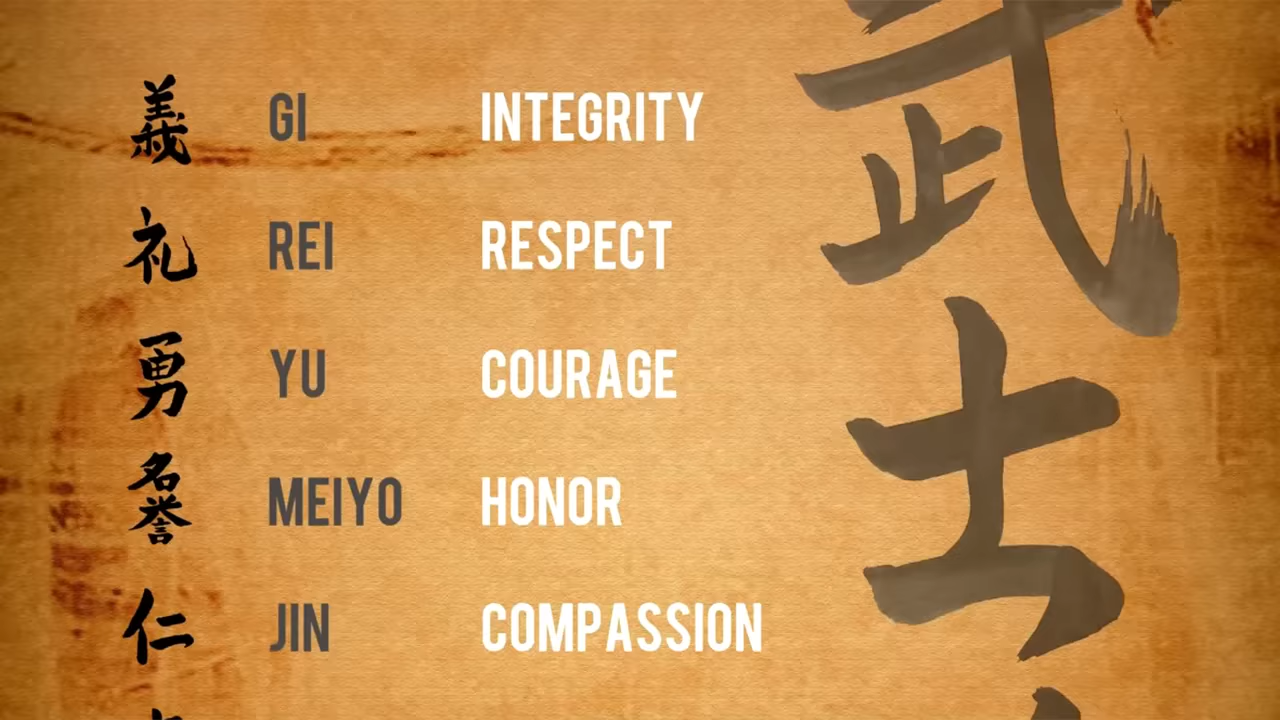 義 GI INTEGRITY
礼 REI RESPECT
勇 YU COURAGE
名誉 MEIYO HONOR
仁 JIN COMPASSION
武士